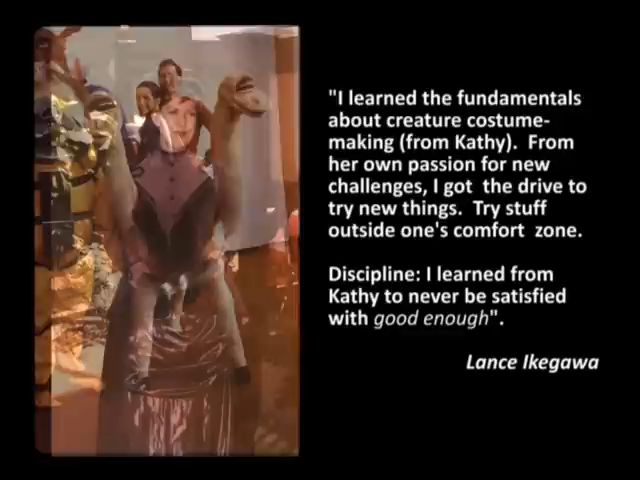 "I learned the fundamentals
about creature costume-
making (from Kathy).  From
her own passion for new
challenges, I got  the drive to
try new things.  Try stuff
outside one's comfort  zone.
Discipline: I learned from
Kathy to never be satisfied
with good enough".
Lance Ikegawa